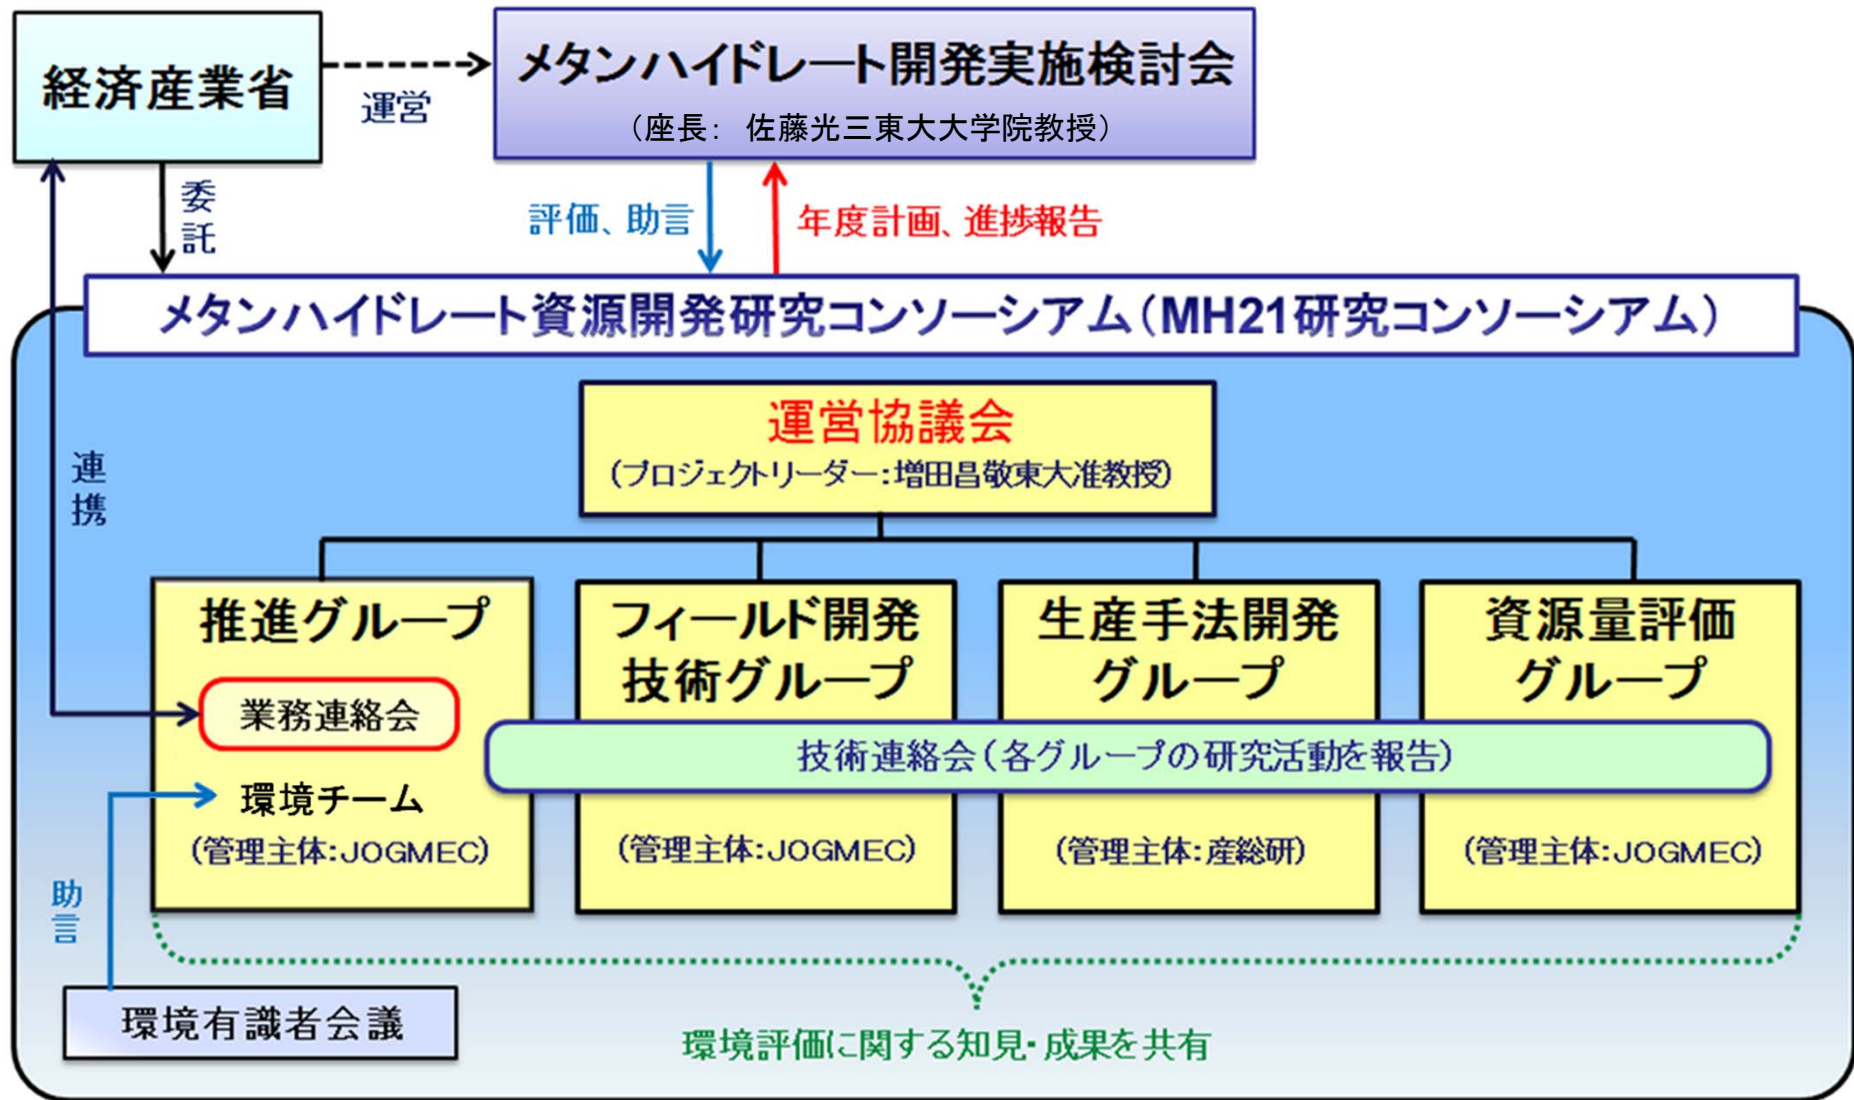 経済産業省
運営
メタンハイドレート開発実施検討会
（座長： 佐藤光三東大大学院教授）
委託
評価、助言
年度計画、進捗報告
メタンハイドレート資源開発研究コンソーシアム（MH21研究コンソーシアム）
運営協議会
（プロジェクトリーダー：増田昌敬東大准教授）
連携
推進グループ
業務連絡会
環境チーム
（管理主体：JOGMEC）
フィールド開発
技術グループ
（管理主体：JOGMEC）
生産手法開発
グループ
（管理主体：産総研）
資源量評価
グループ
（管理主体：JOGMEC）
技術連絡会（各グループの研究活動を報告）
助言
環境有識者会議
環境評価に関する知見・成果を共有